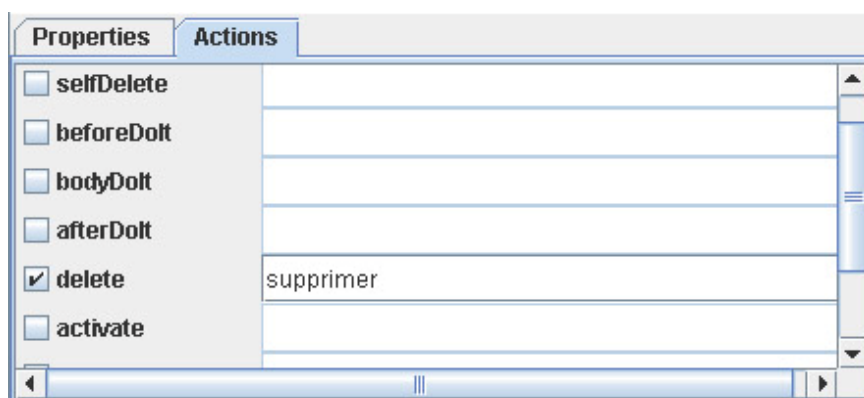 Properties Actions
selfDelete
beforeDoIt
bodyDoIt
afterDoIt
delete supprimer
activate